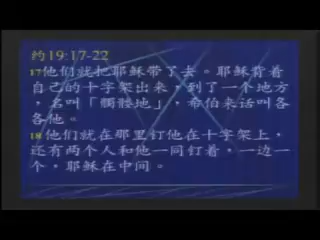 约19:17-22
17他们就把耶稣带了去。耶稣背着
自己的十字架出来，到了一个地方
，名叫「髑髅地」，希伯来话叫各
各他。
18他们就在那里钉他在十字架上，
还有两个人和他一同钉着，一边一
个，耶稣在中间。